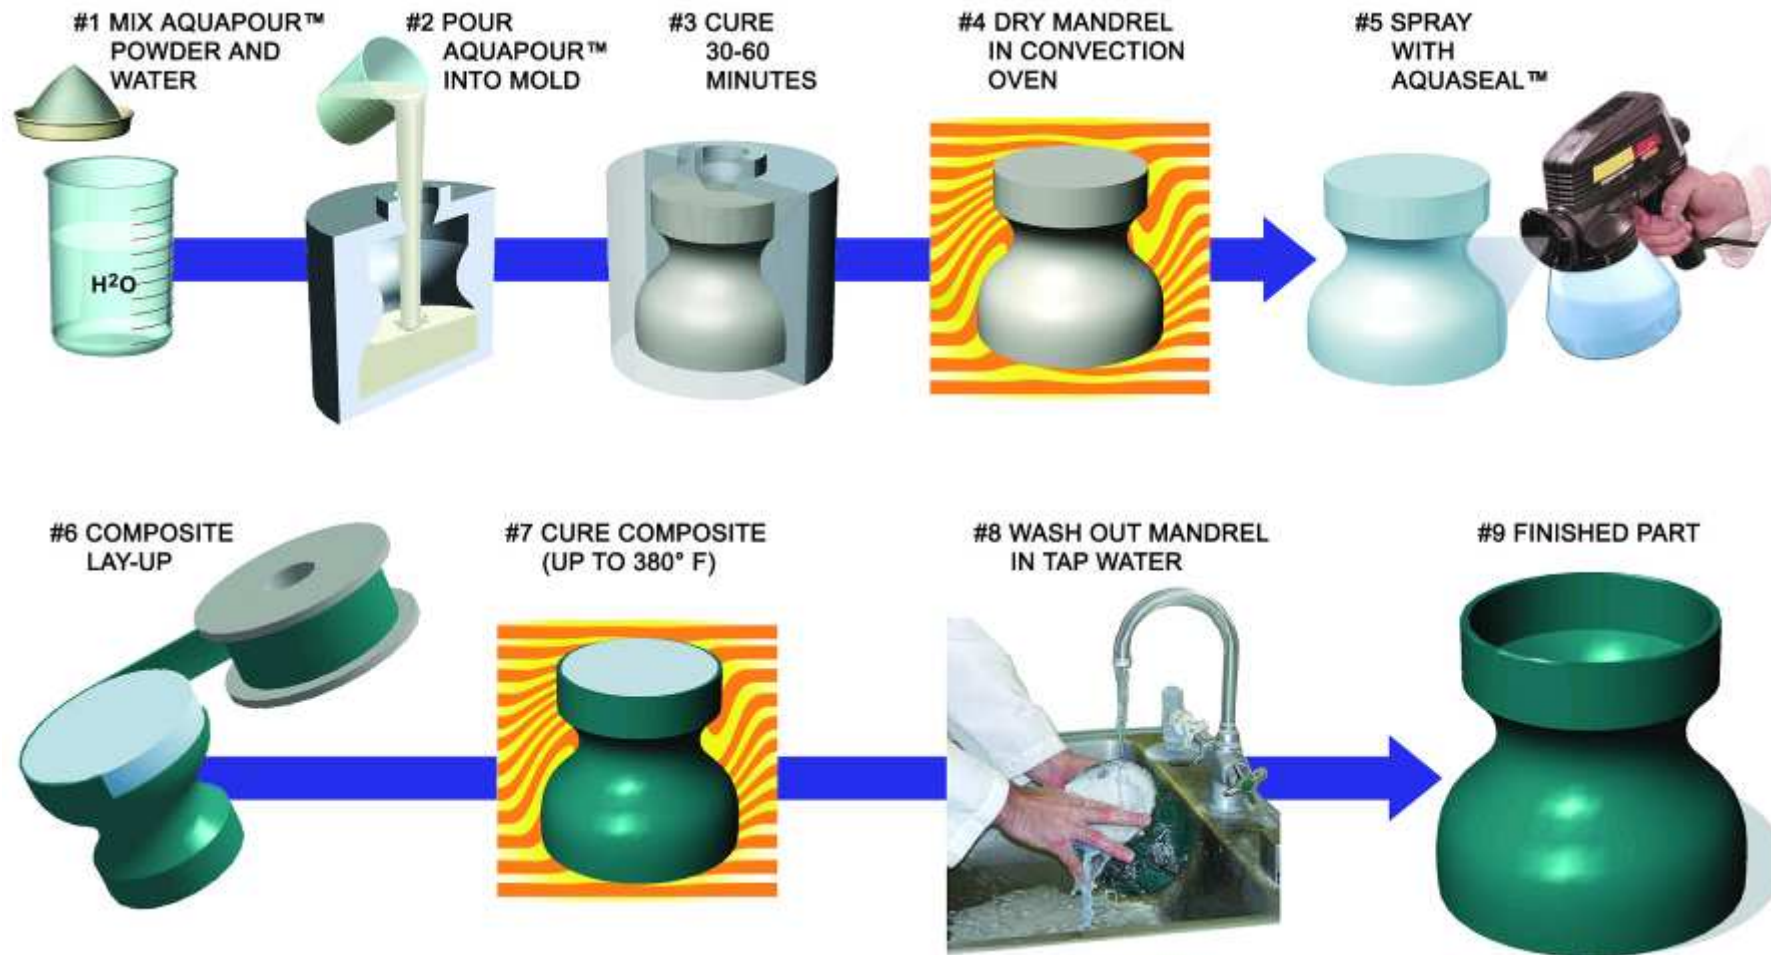 #1 MIX AQUAPOUR™
POWDER AND
WATER
#2 POUR
AQUAPOUR™
INTO MOLD
#3 CURE
30-60
MINUTES
#4 DRY MANDREL
IN CONVECTION
OVEN
#5 SPRAY
WITH
AQUASEAL™
H²O
#6 COMPOSITE
LAY-UP
#7 CURE COMPOSITE
(UP TO 380° F)
#8 WASH OUT MANDREL
IN TAP WATER
#9 FINISHED PART